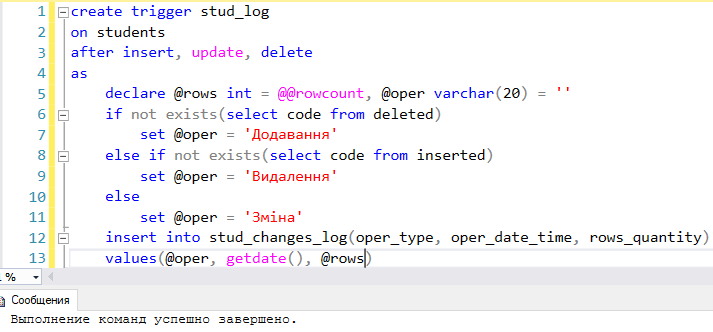 1 create trigger stud_log
2 on students
3 after insert, update, delete
4 as
5 declare @rows int = @@rowcount, @oper varchar(20) = ''
6 if not exists(select code from deleted)
7 set @oper = 'Додавання'
8 else if not exists(select code from inserted)
9 set @oper = 'Видалення'
10 else
11 set @oper = 'Зміна'
12 insert into stud_changes_log(oper_type, oper_date_time, rows_quantity)
13 values(@oper, getdate(), @rows)
%
Сообщения
Выполнение команд успешно завершено.